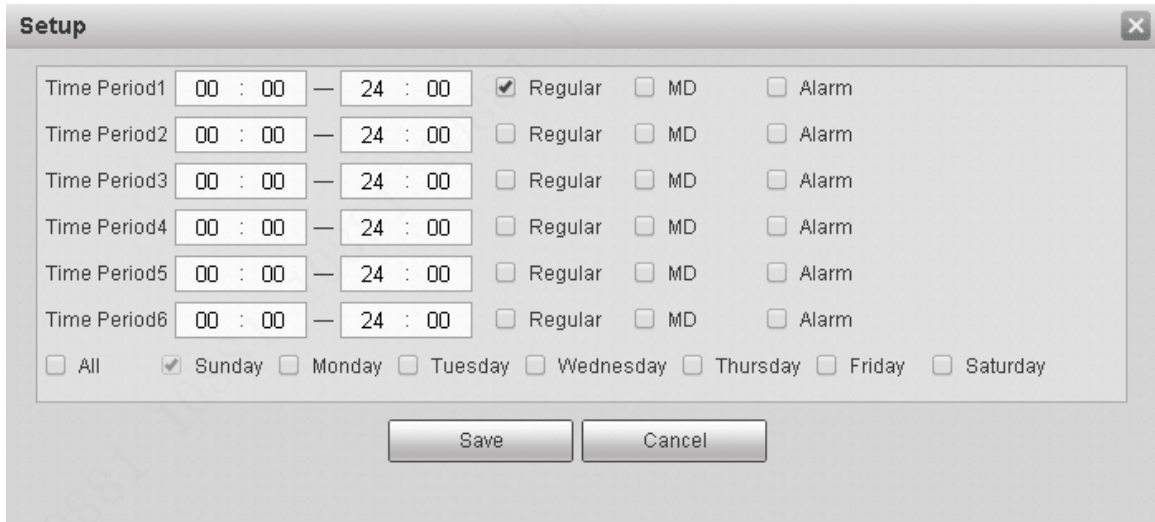 Setup
Time Period1 00 : 00 — 24 : 00 Regular MD Alarm
Time Period2 00 : 00 — 24 : 00 Regular MD Alarm
Time Period3 00 : 00 — 24 : 00 Regular MD Alarm
Time Period4 00 : 00 — 24 : 00 Regular MD Alarm
Time Period5 00 : 00 — 24 : 00 Regular MD Alarm
Time Period6 00 : 00 — 24 : 00 Regular MD Alarm
All Sunday Monday Tuesday Wednesday Thursday Friday Saturday
Save Cancel